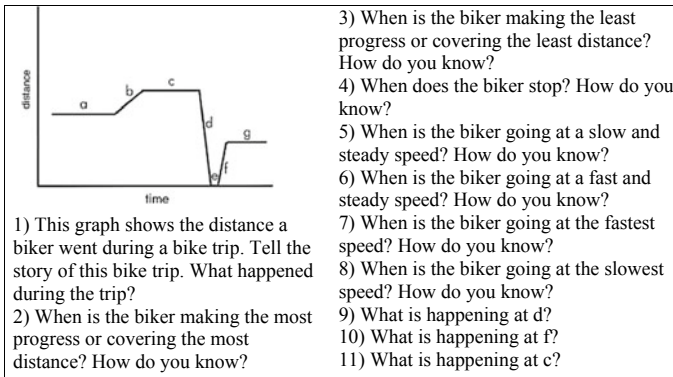 distance
a
b
c
d
e
f
g
time
1) This graph shows the distance a
biker went during a bike trip. Tell the
story of this bike trip. What happened
during the trip?
2) When is the biker making the most
progress or covering the most
distance? How do you know?
3) When is the biker making the least
progress or covering the least distance?
How do you know?
4) When does the biker stop? How do you
know?
5) When is the biker going at a slow and
steady speed? How do you know?
6) When is the biker going at a fast and
steady speed? How do you know?
7) When is the biker going at the fastest
speed? How do you know?
8) When is the biker going at the slowest
speed? How do you know?
9) What is happening at d?
10) What is happening at f?
11) What is happening at c?